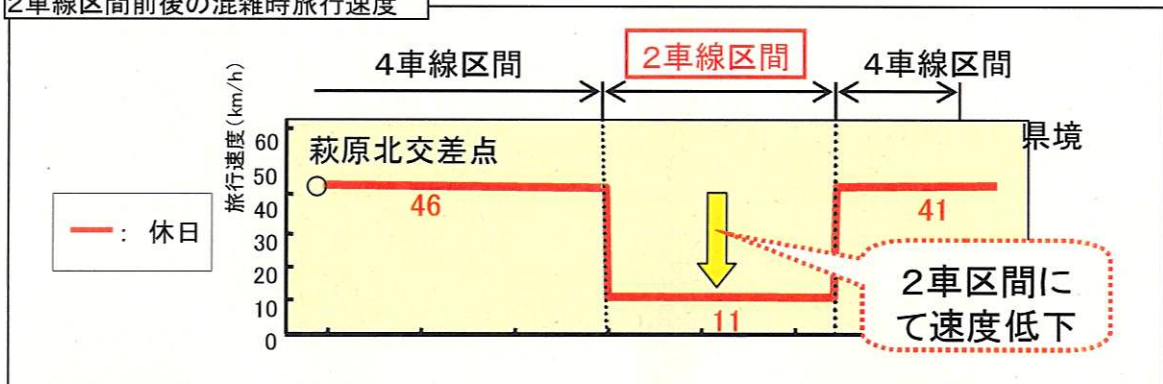 2車線区間前後の混雑時旅行速度
4車線区間
2車線区間
4車線区間
旅行速度(km/h)
60
50
40
30
20
10
0
萩原北交差点
県境
46
41
11
: 休日
2車区間に
て速度低下